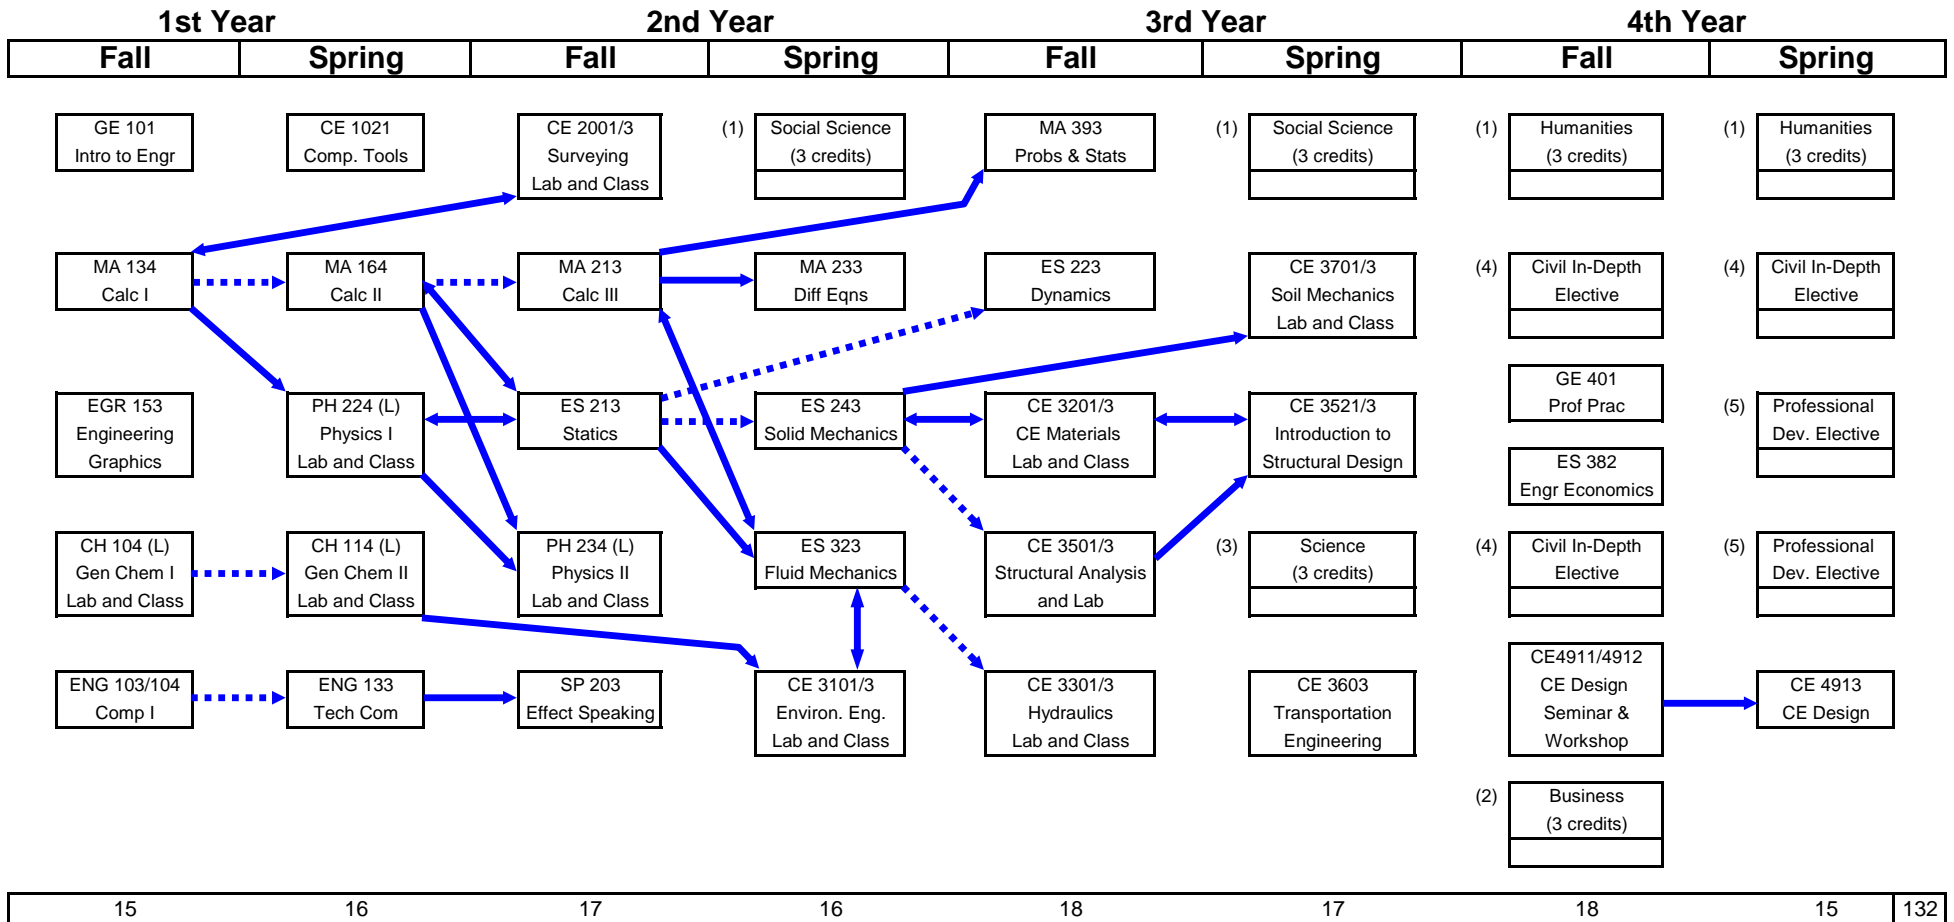 1st Year
2nd Year
3rd Year
4th Year
Fall
Spring
Fall
Spring
Fall
Spring
Fall
Spring
GE 101
Intro to Engr
CE 1021
Comp. Tools
CE 2001/3
Surveying
Lab and Class
(1)
Social Science
(3 credits)
MA 393
Probs & Stats
(1)
Social Science
(3 credits)
(1)
Humanities
(3 credits)
(1)
Humanities
(3 credits)
MA 134
Calc I
MA 164
Calc II
MA 213
Calc III
MA 233
Diff Eqns
ES 223
Dynamics
CE 3701/3
Soil Mechanics
Lab and Class
(4)
Civil In-Depth
Elective
(4)
Civil In-Depth
Elective
GE 401
Prof Prac
EGR 153
Engineering
Graphics
PH 224 (L)
Physics I
Lab and Class
ES 213
Statics
ES 243
Solid Mechanics
CE 3201/3
CE Materials
Lab and Class
CE 3521/3
Introduction to
Structural Design
(5)
Professional
Dev. Elective
ES 382
Engr Economics
CH 104 (L)
Gen Chem I
Lab and Class
CH 114 (L)
Gen Chem II
Lab and Class
PH 234 (L)
Physics II
Lab and Class
ES 323
Fluid Mechanics
CE 3501/3
Structural Analysis
and Lab
(3)
Science
(3 credits)
(4)
Civil In-Depth
Elective
(5)
Professional
Dev. Elective
ENG 103/104
Comp I
ENG 133
Tech Com
SP 203
Effect Speaking
CE 3101/3
Environ. Eng.
Lab and Class
CE 3301/3
Hydraulics
Lab and Class
CE 3603
Transportation
Engineering
CE4911/4912
CE Design
Seminar &
Workshop
CE 4913
CE Design
(2)
Business
(3 credits)
15
16
17
16
18
17
18
15
132